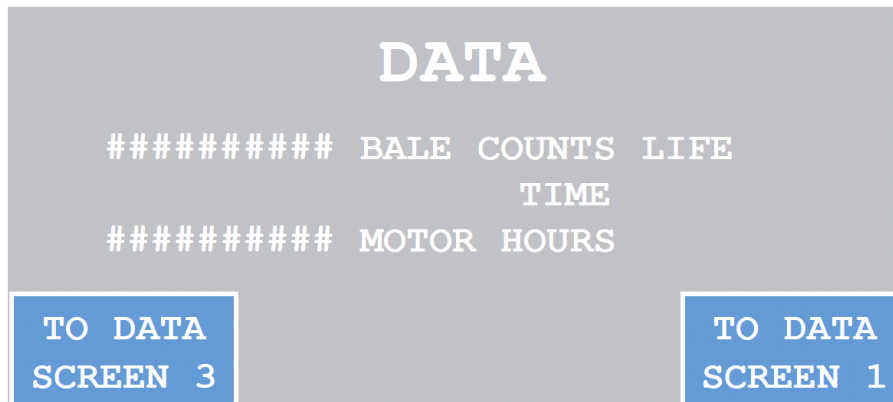 DATA
########## BALE COUNTS LIFE
TIME
########## MOTOR HOURS
TO DATA
SCREEN 3
TO DATA
SCREEN 1